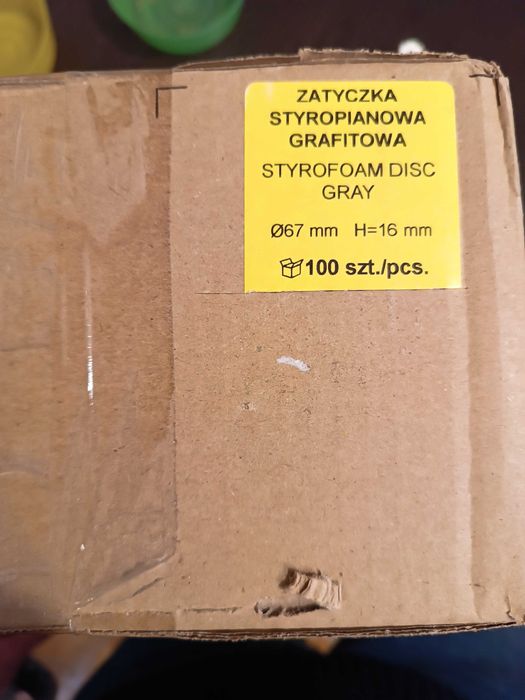 ZATYCZKA
STYROPIANOWA
GRAFITOWA
STYROFOAM DISC
GRAY
Ø67 mm H=16 mm
100 szt./pcs.